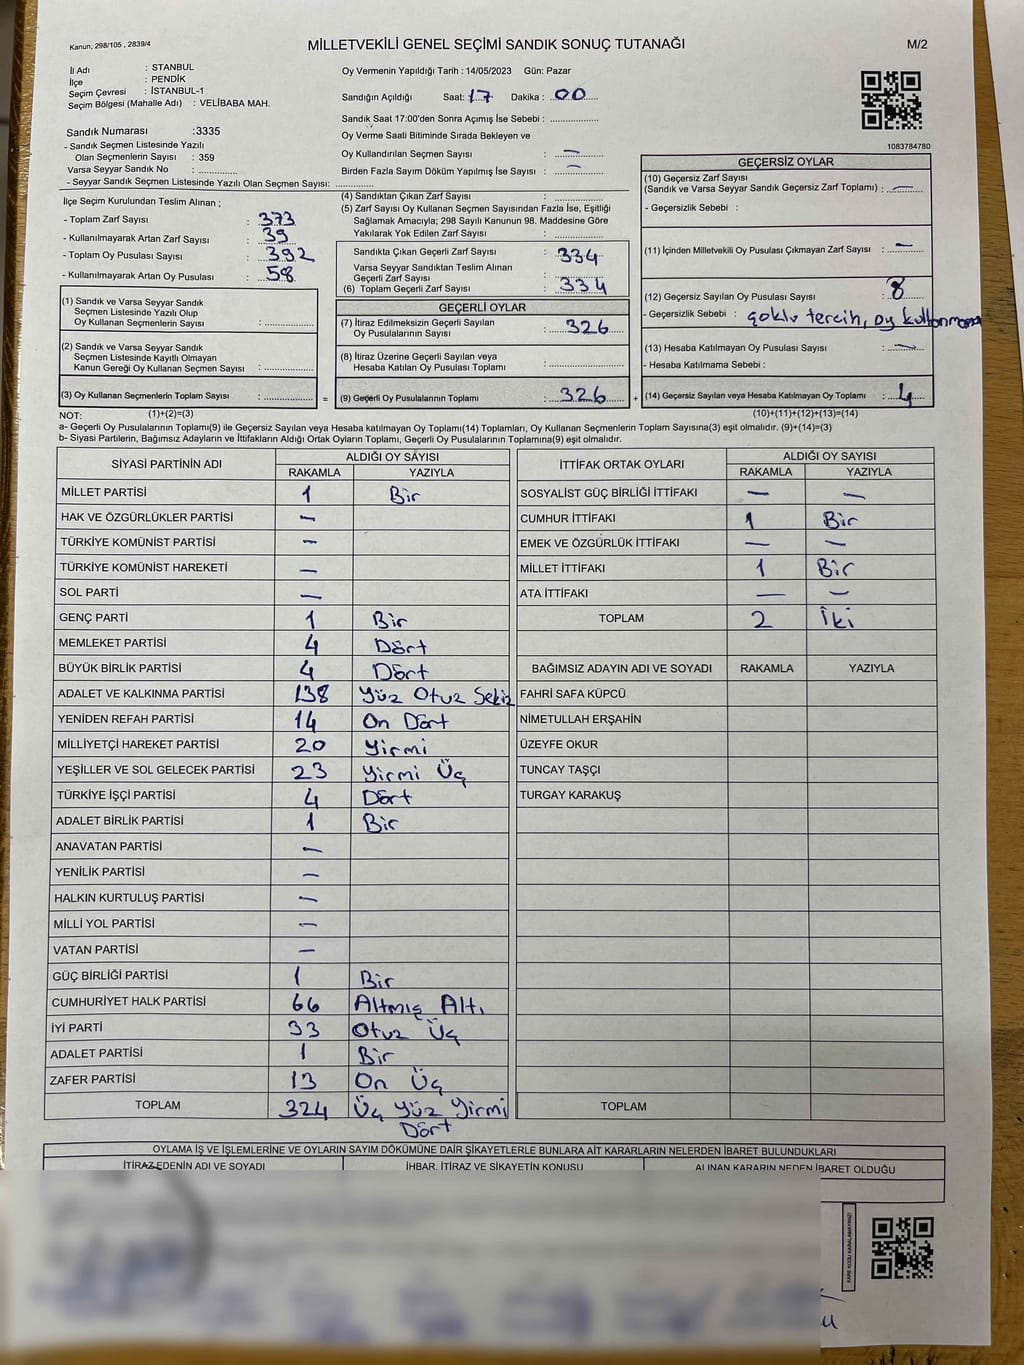 Kanun; 298/105 , 2839/4
MİLLETVEKİLİ GENEL SEÇİMİ SANDIK SONUÇ TUTANAĞI
M/2
İl Adı : STANBUL
İlçe : PENDİK
Seçim Çevresi : İSTANBUL-1
Seçim Bölgesi (Mahalle Adı) : VELİBABA MAH.
Oy Vermenin Yapıldığı Tarih : 14/05/2023 Gün: Pazar
Sandığın Açıldığı Saat: 17 Dakika : 00
Sandık Saat 17:00'den Sonra Açımış İse Sebebi :
Oy Verme Saati Bitiminde Sırada Bekleyen ve
Oy Kullandırılan Seçmen Sayısı : —
Birden Fazla Sayım Döküm Yapılmış İse Sayısı : —
Sandık Numarası :3335
- Sandık Seçmen Listesinde Yazılı
Olan Seçmenlerin Sayısı : 359
Varsa Seyyar Sandık No :
- Seyyar Sandık Seçmen Listesinde Yazılı Olan Seçmen Sayısı:
1083784780
İlçe Seçim Kurulundan Teslim Alınan ;
- Toplam Zarf Sayısı : 373
- Kullanılmayarak Artan Zarf Sayısı : 39
- Toplam Oy Pusulası Sayısı : 392
- Kullanılmayarak Artan Oy Pusulası : 58
(1) Sandık ve Varsa Seyyar Sandık
Seçmen Listesinde Yazılı Olup
Oy Kullanan Seçmenlerin Sayısı :
(2) Sandık ve Varsa Seyyar Sandık
Seçmen Listesinde Kayıtlı Olmayan
Kanun Gereği Oy Kullanan Seçmen Sayısı :
(3) Oy Kullanan Seçmenlerin Toplam Sayısı : =
(4) Sandıktan Çıkan Zarf Sayısı :
(5) Zarf Sayısı Oy Kullanan Seçmen Sayısından Fazla İse, Eşitliği
Sağlamak Amacıyla; 298 Sayılı Kanunun 98. Maddesine Göre
Yakılarak Yok Edilen Zarf Sayısı :
Sandıkta Çıkan Geçerli Zarf Sayısı : 334
Varsa Seyyar Sandıktan Teslim Alınan
Geçerli Zarf Sayısı :
(6) Toplam Geçerli Zarf Sayısı : 334
GEÇERLİ OYLAR
(7) İtiraz Edilmeksizin Geçerli Sayılan
Oy Pusulalarının Sayısı : 326
(8) İtiraz Üzerine Geçerli Sayılan veya
Hesaba Katılan Oy Pusulası Toplamı :
(9) Geçerli Oy Pusulalarının Toplamı : 326 +
GEÇERSİZ OYLAR
(10) Geçersiz Zarf Sayısı
(Sandık ve Varsa Seyyar Sandık Geçersiz Zarf Toplamı) : —
- Geçersizlik Sebebi :
(11) İçinden Milletvekili Oy Pusulası Çıkmayan Zarf Sayısı : —
(12) Geçersiz Sayılan Oy Pusulası Sayısı : 8
- Geçersizlik Sebebi : çoklu tercih, oy kullanmama
(13) Hesaba Katılmayan Oy Pusulası Sayısı : —
- Hesaba Katılmama Sebebi :
(14) Geçersiz Sayılan veya Hesaba Katılmayan Oy Toplamı : 4
NOT: (1)+(2)=(3) (10)+(11)+(12)+(13)=(14)
a- Geçerli Oy Pusulalarının Toplamı(9) ile Geçersiz Sayılan veya Hesaba katılmayan Oy Toplamı(14) Toplamları, Oy Kullanan Seçmenlerin Toplam Sayısına(3) eşit olmalıdır. (9)+(14)=(3)
b- Siyasi Partilerin, Bağımsız Adayların ve İttifakların Aldığı Ortak Oyların Toplamı, Geçerli Oy Pusulalarının Toplamına(9) eşit olmalıdır.
SİYASİ PARTİNİN ADI ALDIĞI OY SAYISI
RAKAMLA YAZIYLA
MİLLET PARTİSİ 1 Bir
HAK VE ÖZGÜRLÜKLER PARTİSİ —
TÜRKİYE KOMÜNİST PARTİSİ —
TÜRKİYE KOMÜNİST HAREKETİ —
SOL PARTİ —
GENÇ PARTİ 1 Bir
MEMLEKET PARTİSİ 4 Dört
BÜYÜK BİRLİK PARTİSİ 4 Dört
ADALET VE KALKINMA PARTİSİ 138 Yüz Otuz Sekiz
YENİDEN REFAH PARTİSİ 14 On Dört
MİLLİYETÇİ HAREKET PARTİSİ 20 Yirmi
YEŞİLLER VE SOL GELECEK PARTİSİ 23 Yirmi Üç
TÜRKİYE İŞÇİ PARTİSİ 4 Dört
ADALET BİRLİK PARTİSİ 1 Bir
ANAVATAN PARTİSİ —
YENİLİK PARTİSİ —
HALKIN KURTULUŞ PARTİSİ —
MİLLİ YOL PARTİSİ —
VATAN PARTİSİ —
GÜÇ BİRLİĞİ PARTİSİ 1 Bir
CUMHURİYET HALK PARTİSİ 66 Altmış Altı
İYİ PARTİ 33 Otuz Üç
ADALET PARTİSİ 1 Bir
ZAFER PARTİSİ 13 On Üç
TOPLAM 324 Üç Yüz Yirmi
Dört
İTTİFAK ORTAK OYLARI ALDIĞI OY SAYISI
RAKAMLA YAZIYLA
SOSYALİST GÜÇ BİRLİĞİ İTTİFAKI — —
CUMHUR İTTİFAKI 1 Bir
EMEK VE ÖZGÜRLÜK İTTİFAKI — —
MİLLET İTTİFAKI 1 Bir
ATA İTTİFAKI — —
TOPLAM 2 İki
BAĞIMSIZ ADAYIN ADI VE SOYADI RAKAMLA YAZIYLA
FAHRİ SAFA KÜPCÜ
NİMETULLAH ERŞAHİN
ÜZEYFE OKUR
TUNCAY TAŞÇI
TURGAY KARAKUŞ
TOPLAM
OYLAMA İŞ VE İŞLEMLERİNE VE OYLARIN SAYIM DÖKÜMÜNE DAİR ŞİKAYETLERLE BUNLARA AİT KARARLARIN NELERDEN İBARET BULUNDUKLARI
İTİRAZ EDENİN ADI VE SOYADI İHBAR, İTİRAZ VE ŞİKAYETİN KONUSU ALINAN KARARIN NEDEN İBARET OLDUĞU
KARE KODU KARALAMAYINIZ!